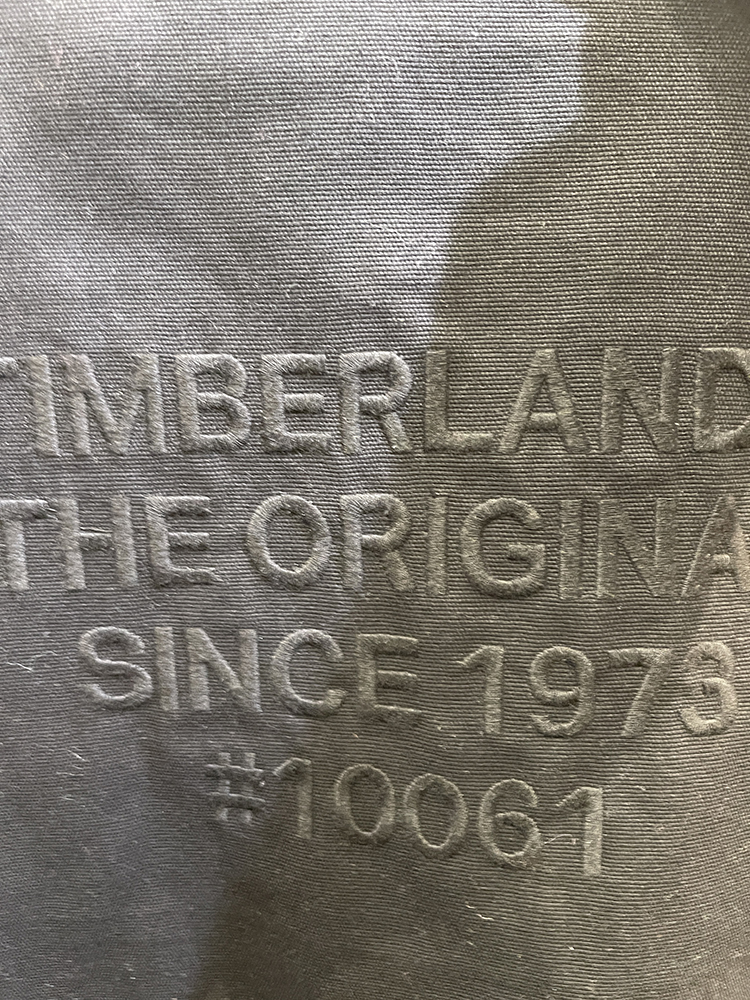 TIMBERLAND
THE ORIGINA
SINCE 1973
#10061